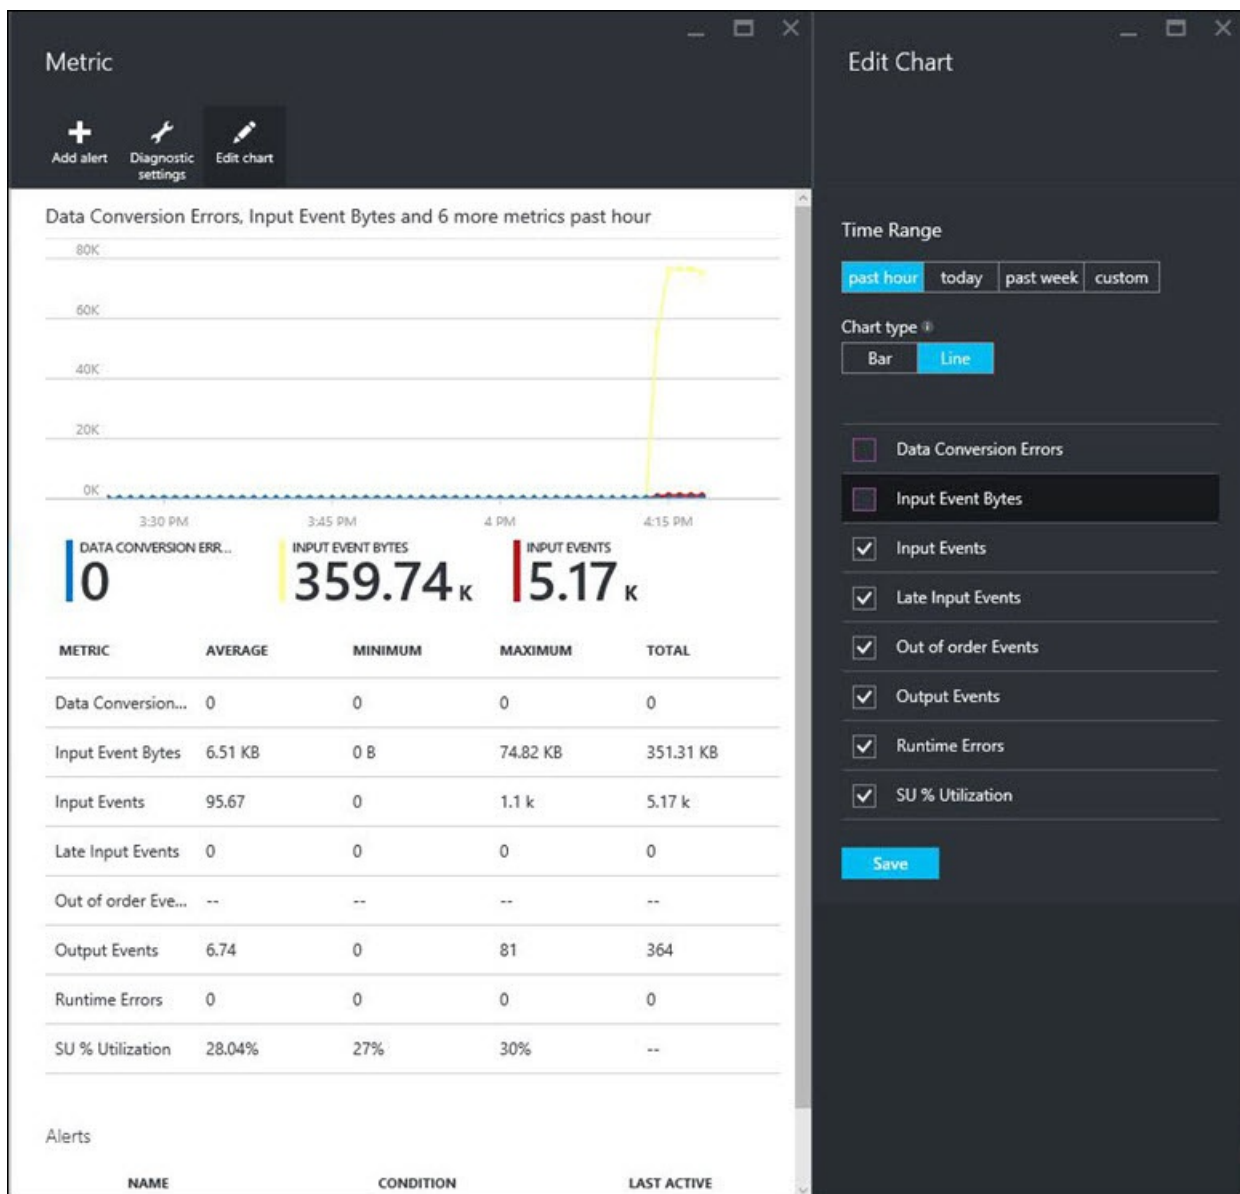 Metric
Add alert
Diagnostic
settings
Edit chart
Data Conversion Errors, Input Event Bytes and 6 more metrics past hour
80K
60K
40K
20K
0K
3:30 PM 3:45 PM 4 PM 4:15 PM
DATA CONVERSION ERR... INPUT EVENT BYTES INPUT EVENTS
0 359.74 K 5.17 K
METRIC AVERAGE MINIMUM MAXIMUM TOTAL
Data Conversion... 0 0 0 0
Input Event Bytes 6.51 KB 0 B 74.82 KB 351.31 KB
Input Events 95.67 0 1.1 k 5.17 k
Late Input Events 0 0 0 0
Out of order Eve... -- -- -- --
Output Events 6.74 0 81 364
Runtime Errors 0 0 0 0
SU % Utilization 28.04% 27% 30% --
Alerts
NAME CONDITION LAST ACTIVE
Edit Chart
Time Range
past hour today past week custom
Chart type
Bar Line
Data Conversion Errors
Input Event Bytes
Input Events
Late Input Events
Out of order Events
Output Events
Runtime Errors
SU % Utilization
Save